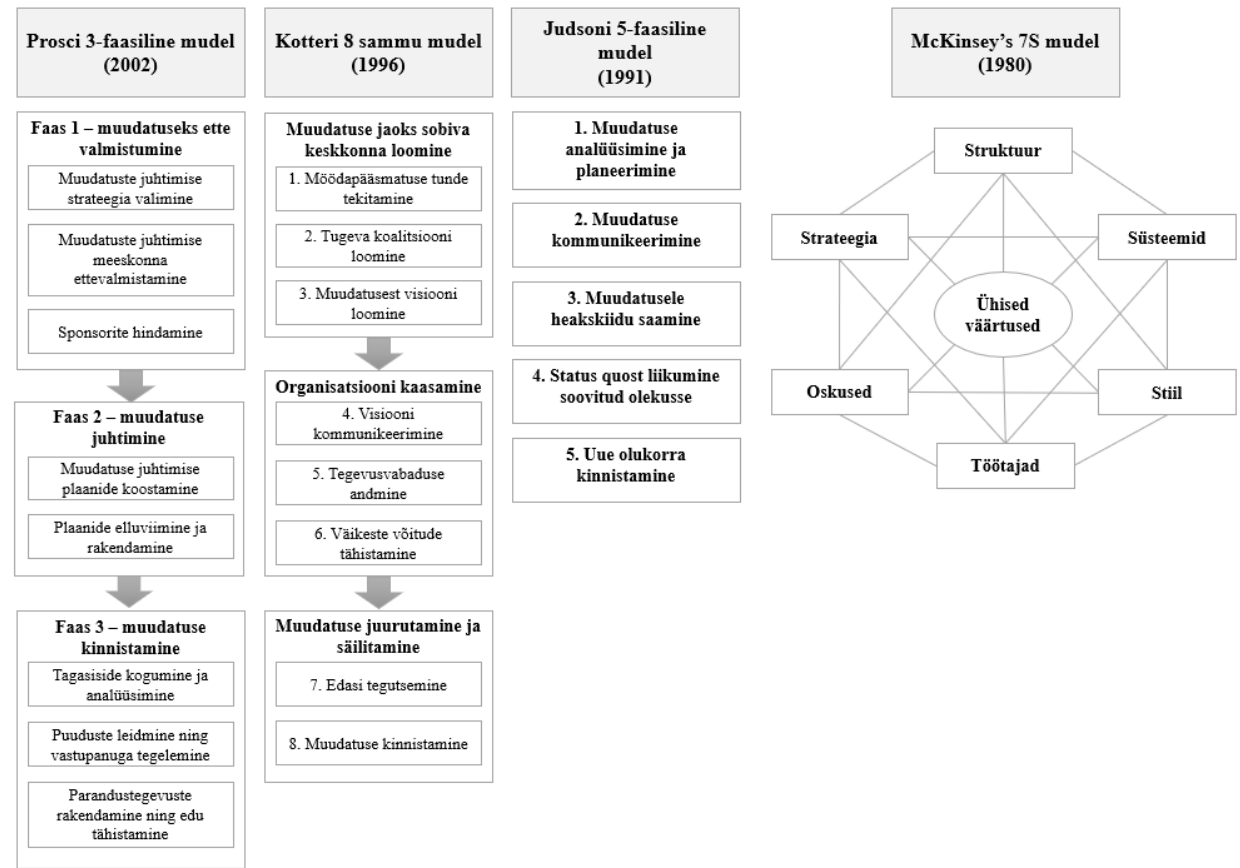 Prosci 3-faasiline mudel
(2002)
Faas 1 – muudatuseks ette
valmistumine
Muudatuste juhtimise
strateegia valimine
Muudatuste juhtimise
meeskonna
ettevalmistamine
Sponsorite hindamine
Faas 2 – muudatuse
juhtimine
Muudatuse juhtimise
plaanide koostamine
Plaanide elluviimine ja
rakendamine
Faas 3 – muudatuse
kinnistamine
Tagasiside kogumine ja
analüüsimine
Puuduste leidmine ning
vastupanuga tegelemine
Parandustegevuste
rakendamine ning edu
tähistamine
Kotteri 8 sammu mudel
(1996)
Muudatuse jaoks sobiva
keskkonna loomine
1. Möödapääsmatuse tunde
tekitamine
2. Tugeva koalitsiooni
loomine
3. Muudatusest visiooni
loomine
Organisatsiooni kaasamine
4. Visiooni
kommunikeerimine
5. Tegevusvabaduse
andmine
6. Väikeste võitude
tähistamine
Muudatuse juurutamine ja
säilitamine
7. Edasi tegutsemine
8. Muudatuse kinnistamine
Judsoni 5-faasiline
mudel
(1991)
1. Muudatuse
analüüsimine ja
planeerimine
2. Muudatuse
kommunikeerimine
3. Muudatusele
heakskiidu saamine
4. Status quost liikumine
soovitud olekusse
5. Uue olukorra
kinnistamine
McKinsey’s 7S mudel
(1980)
Struktuur
Strateegia
Süsteemid
Ühised
väärtused
Oskused
Stiil
Töötajad